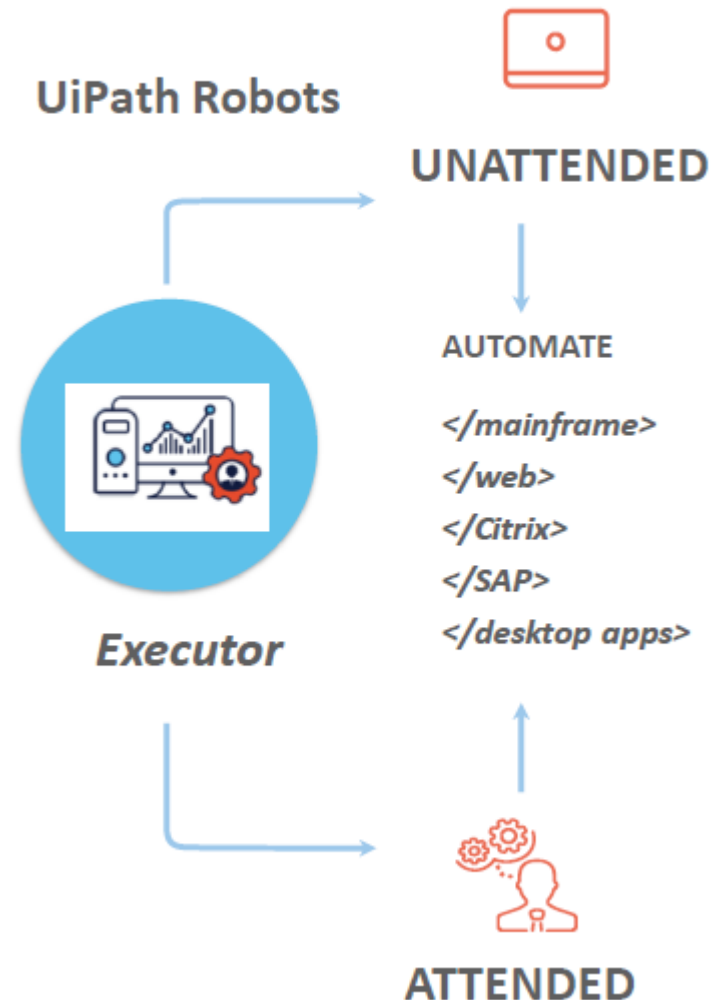 UiPath Robots
UNATTENDED
AUTOMATE
</mainframe>
</web>
</Citrix>
</SAP>
</desktop apps>
Executor
ATTENDED